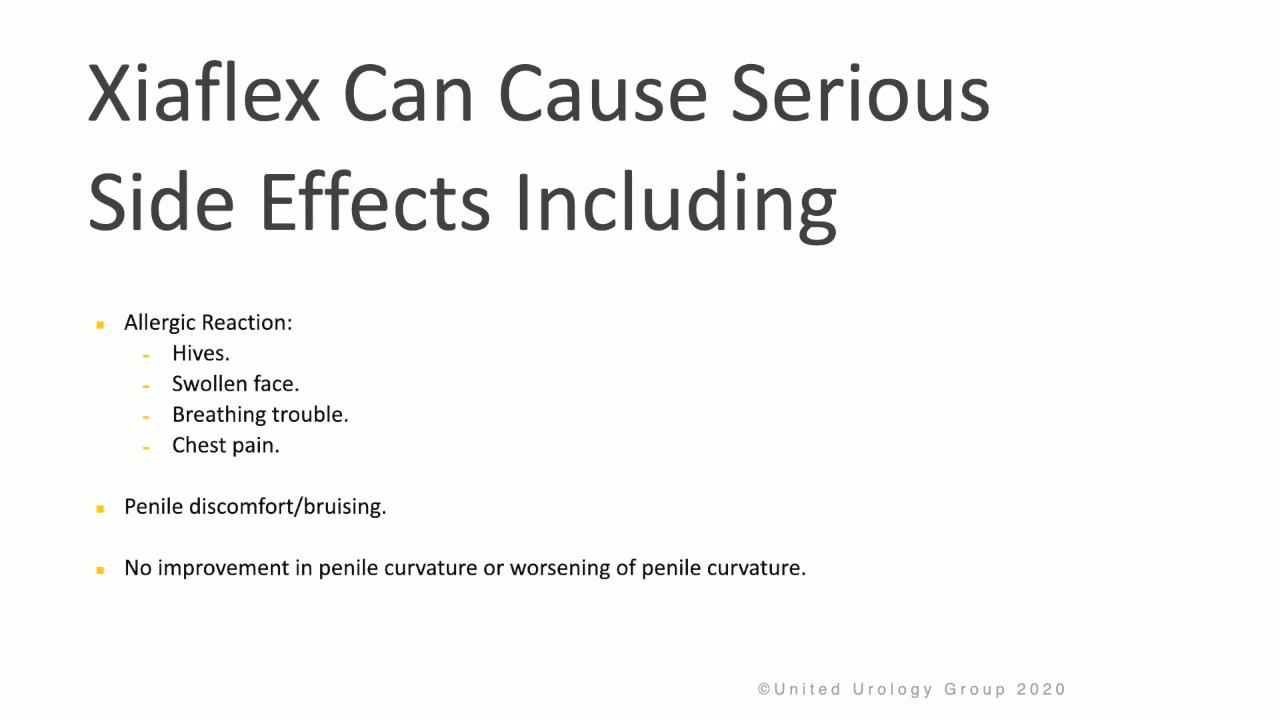 Xiaflex Can Cause Serious
Side Effects Including
▪ Allergic Reaction:
- Hives.
- Swollen face.
- Breathing trouble.
- Chest pain.
▪ Penile discomfort/bruising.
▪ No improvement in penile curvature or worsening of penile curvature.
©United Urology Group 2020